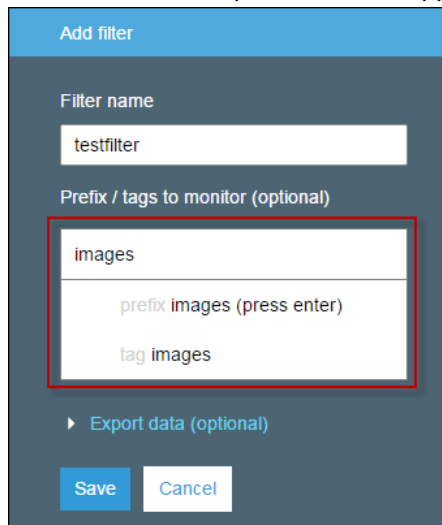 Add filter
Filter name
testfilter
Prefix / tags to monitor (optional)
images
prefix images (press enter)
tag images
Export data (optional)
Save Cancel